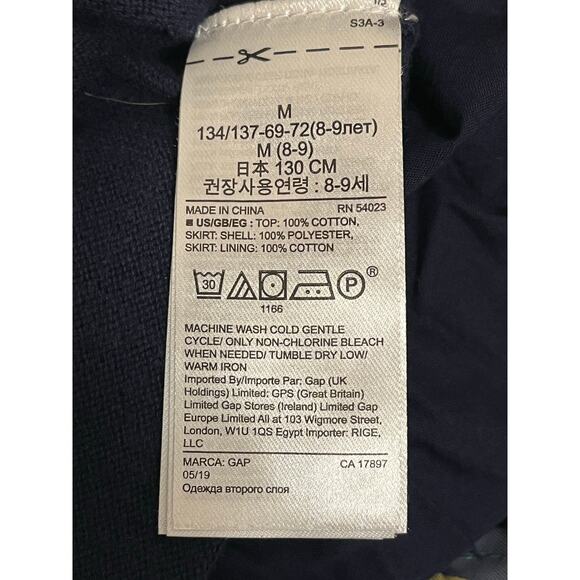 S3A-3
M
134/137-69-72(8-9лет)
M (8-9)
日本 130 CM
권장사용연령 : 8-9세
MADE IN CHINA RN 54023
US/GB/EG : TOP: 100% COTTON,
SKIRT: SHELL: 100% POLYESTER,
SKIRT: LINING: 100% COTTON
30 P ®
1166
MACHINE WASH COLD GENTLE
CYCLE/ ONLY NON-CHLORINE BLEACH
WHEN NEEDED/ TUMBLE DRY LOW/
WARM IRON
Imported By/Importe Par: Gap (UK
Holdings) Limited: GPS (Great Britain)
Limited Gap Stores (Ireland) Limited Gap
Europe Limited All at 103 Wigmore Street,
London, W1U 1QS Egypt Importer: RIGE,
LLC
MARCA: GAP CA 17897
05/19
Одежда второго слоя